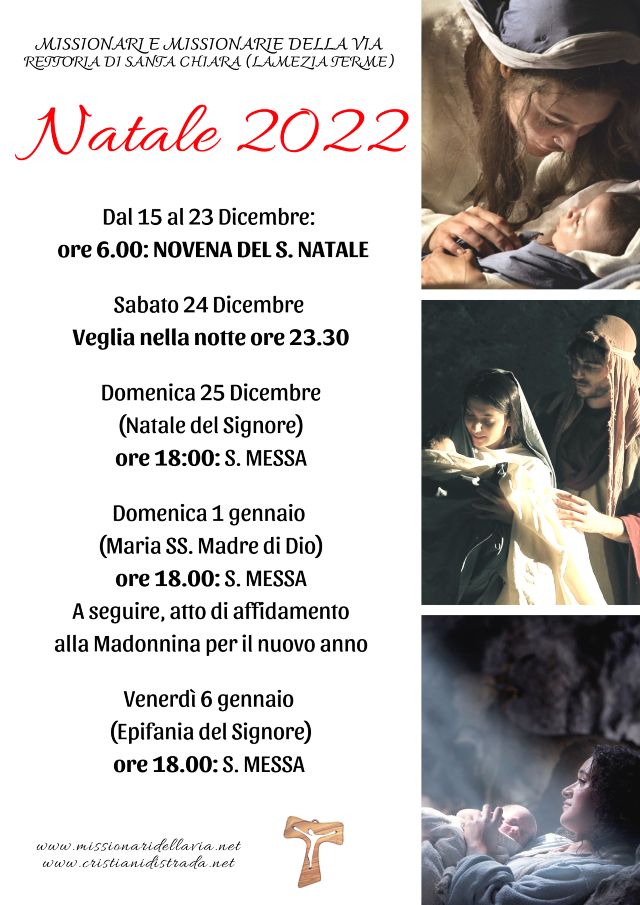 MISSIONARI E MISSIONARIE DELLA VIA
RETTORIA DI SANTA CHIARA (LAMEZIA TERME)
Natale 2022
Dal 15 al 23 Dicembre:
ore 6.00: NOVENA DEL S. NATALE
Sabato 24 Dicembre
Veglia nella notte ore 23.30
Domenica 25 Dicembre
(Natale del Signore)
ore 18:00: S. MESSA
Domenica 1 gennaio
(Maria SS. Madre di Dio)
ore 18.00: S. MESSA
A seguire, atto di affidamento
alla Madonnina per il nuovo anno
Venerdì 6 gennaio
(Epifania del Signore)
ore 18.00: S. MESSA
www.missionaridellavia.net
www.cristianidistrada.net